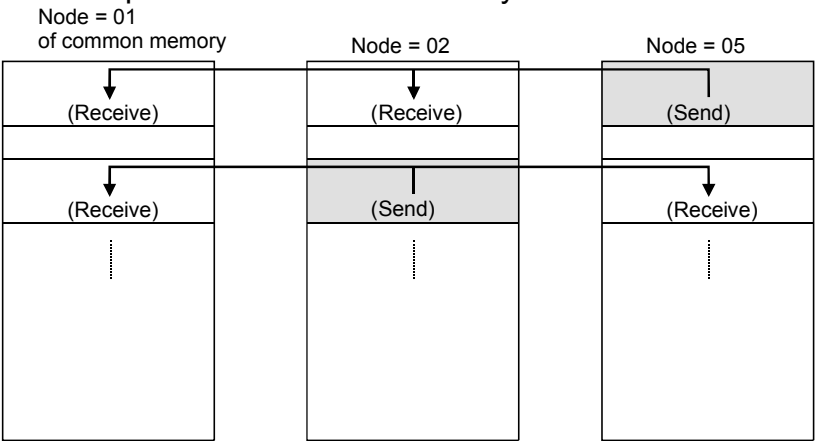 Node = 01
of common memory
Node = 02
Node = 05
(Receive)
(Receive)
(Send)
(Receive)
(Send)
(Receive)